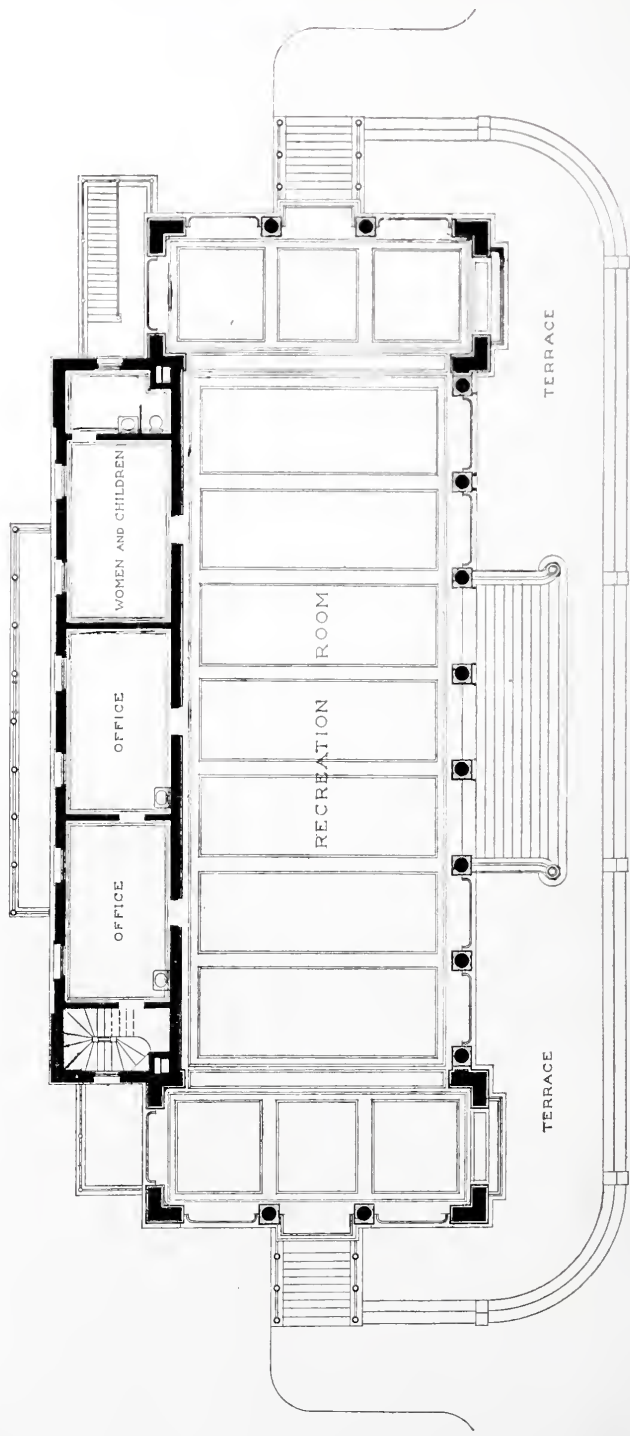 OFFICE
OFFICE
WOMEN AND CHILDREN
RECREATION ROOM
TERRACE
TERRACE